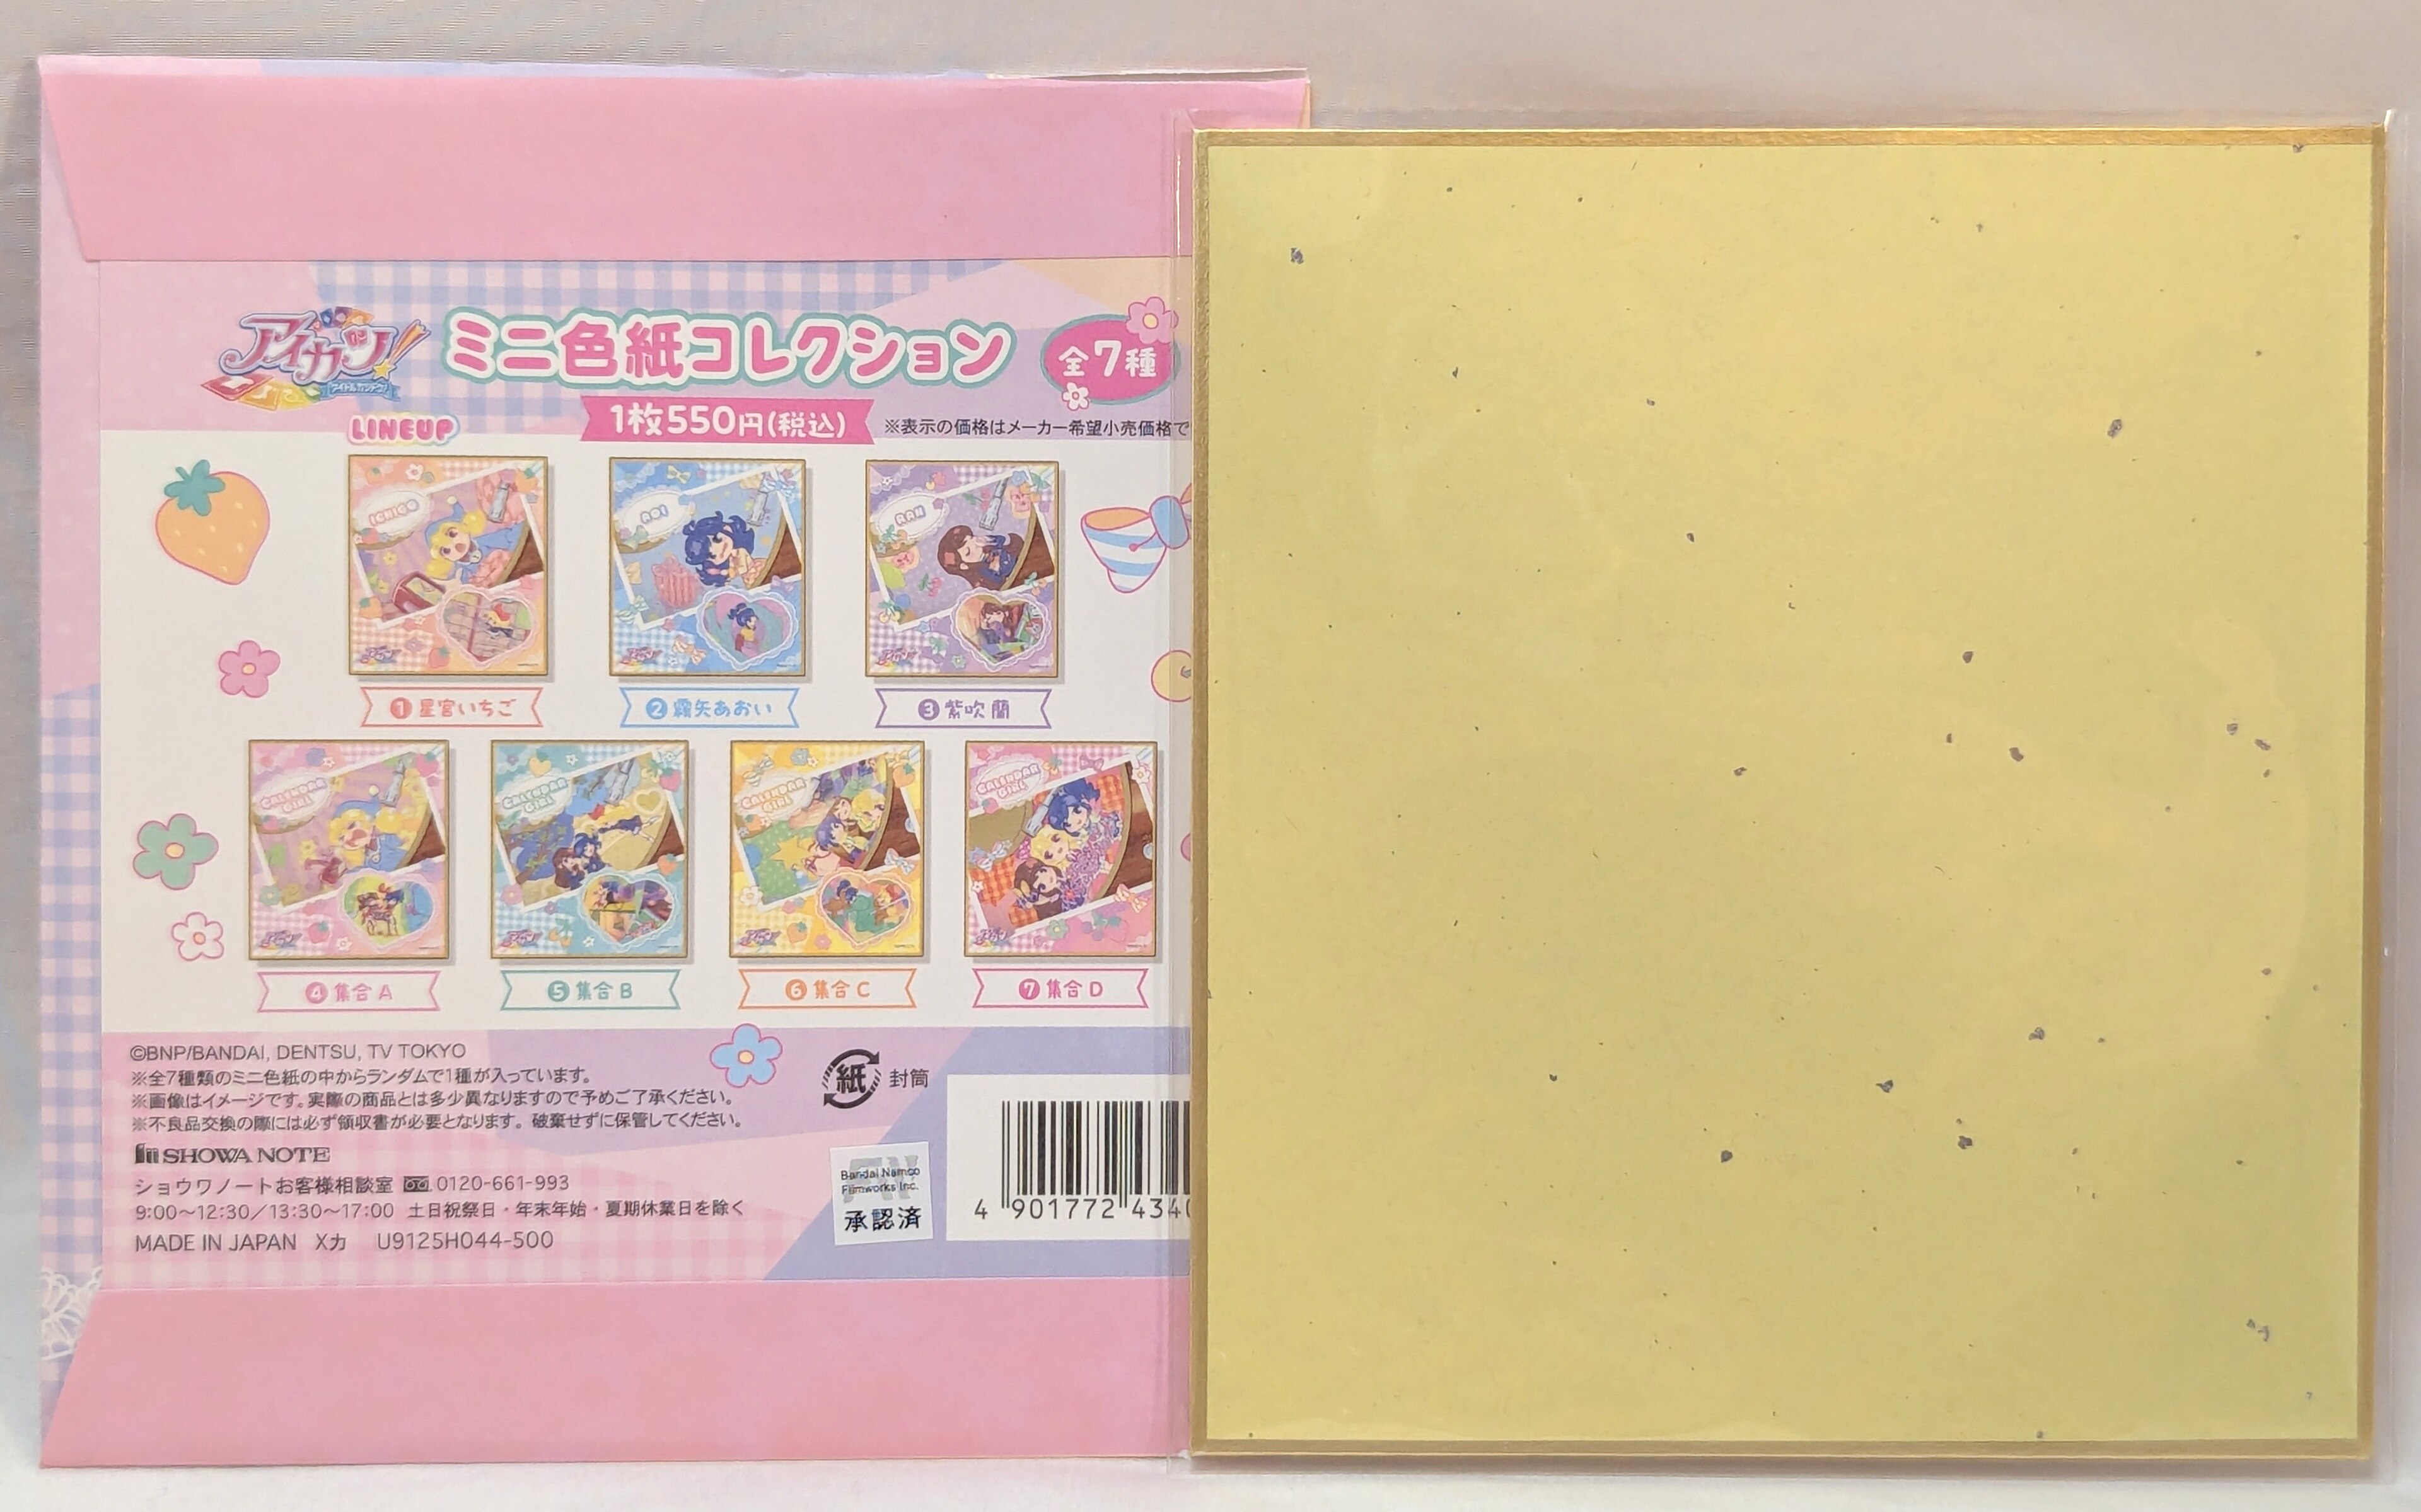 アイカツ!
アイドルカツドウ!
ミニ色紙コレクション
全7種
LINEUP
1枚550円(税込)
※表示の価格はメーカー希望小売価格で
ICHIGO
AOI
RAN
❶星宮いちご
❷霧矢あおい
❸紫吹 蘭
CALENDAR GIRL
CALENDAR GIRL
CALENDAR GIRL
CALENDAR GIRL
❹集合 A
❺集合 B
❻集合 C
❼集合 D
©BNP/BANDAI, DENTSU, TV TOKYO
※全7種類のミニ色紙の中からランダムで1種が入っています。
※画像はイメージです。実際の商品とは多少異なりますので予めご了承ください。
※不良品交換の際には必ず領収書が必要となります。破棄せずに保管してください。
紙 封筒
SHOWA NOTE
ショウワノートお客様相談室 0120-661-993
9:00～12:30／13:30～17:00 土日祝祭日・年末年始・夏期休業日を除く
MADE IN JAPAN Xカ U9125H044-500
Bandai Namco
Filmworks Inc.
承認済
4 901772 434